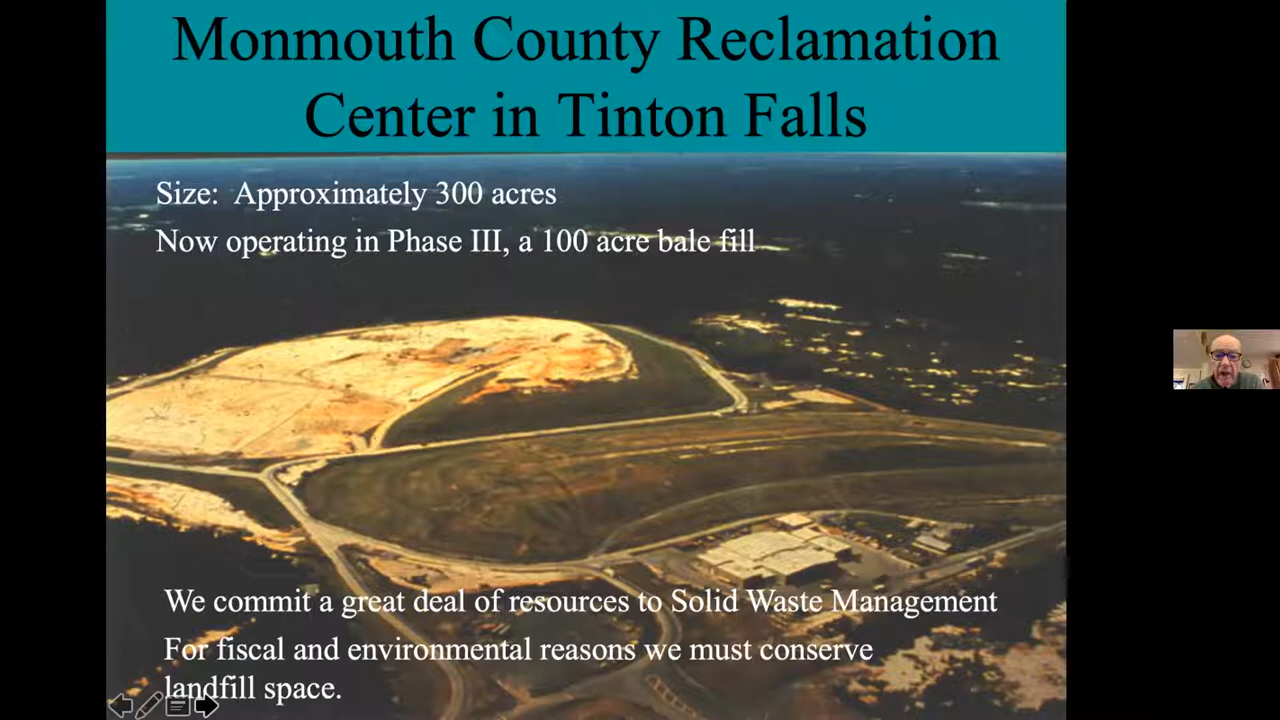 Monmouth County Reclamation
Center in Tinton Falls
Size: Approximately 300 acres
Now operating in Phase III, a 100 acre bale fill
We commit a great deal of resources to Solid Waste Management
For fiscal and environmental reasons we must conserve
landfill space.